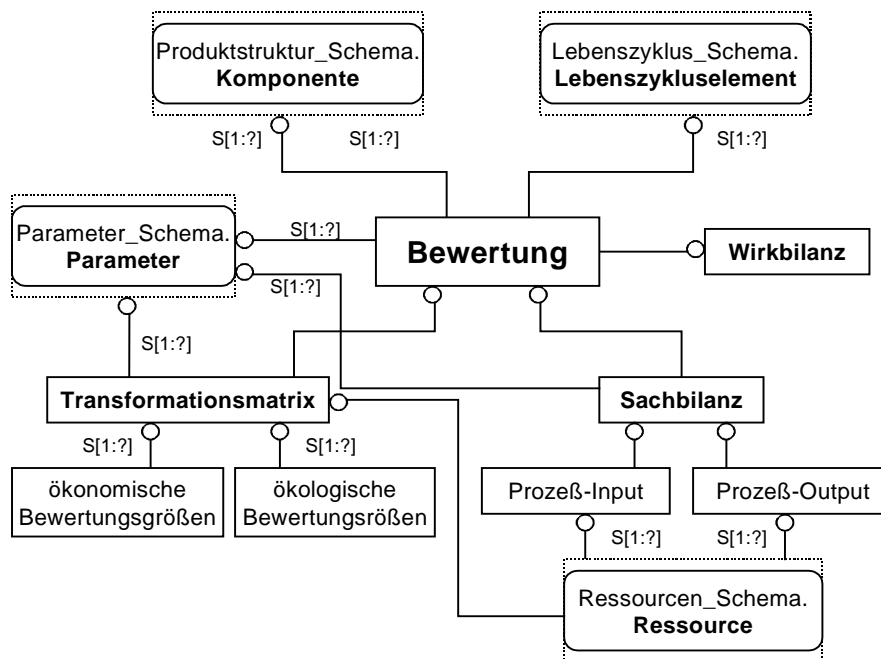 Produktstruktur_Schema.
Komponente
Lebenszyklus_Schema.
Lebenszykluselement
S[1:?]
S[1:?]
S[1:?]
Parameter_Schema.
Parameter
S[1:?]
Bewertung
Wirkbilanz
S[1:?]
S[1:?]
Transformationsmatrix
Sachbilanz
S[1:?]
S[1:?]
ökonomische
Bewertungsgrößen
ökologische
Bewertungsrößen
Prozeß-Input
Prozeß-Output
S[1:?]
S[1:?]
Ressourcen_Schema.
Ressource